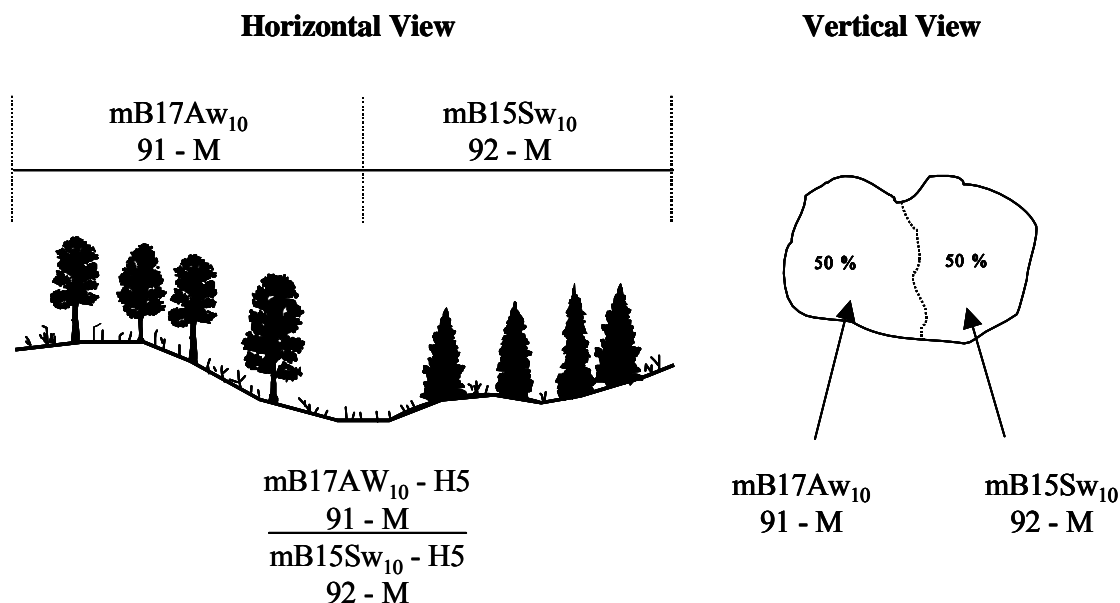 Horizontal View
Vertical View
mB17Aw₁₀
91 - M
mB15Sw₁₀
92 - M
50 %
50 %
mB17AW₁₀ - H5
91 - M
mB15Sw₁₀ - H5
92 - M
mB17Aw₁₀
91 - M
mB15Sw₁₀
92 - M